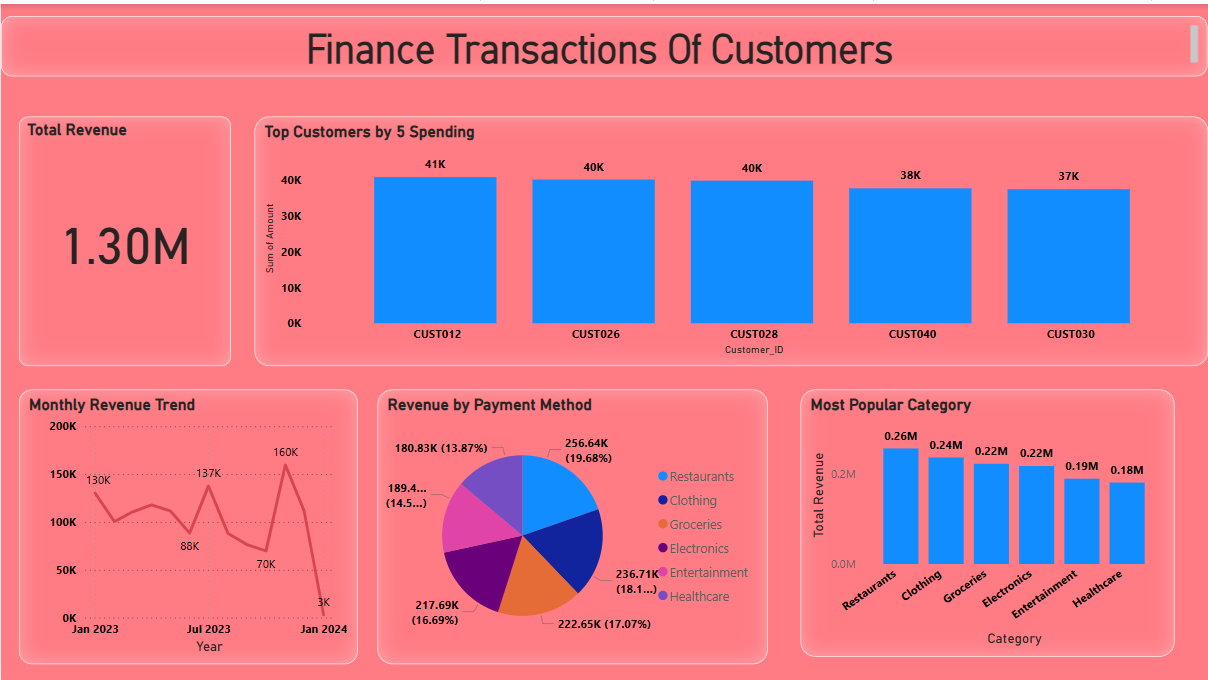 Finance Transactions Of Customers
Total Revenue
1.30M
Top Customers by 5 Spending
Sum of Amount
40K
30K
20K
10K
0K
41K
40K
40K
38K
37K
CUST012
CUST026
CUST028
CUST040
CUST030
Customer_ID
Monthly Revenue Trend
200K
150K
100K
50K
0K
130K
88K
137K
70K
160K
3K
Jan 2023
Jul 2023
Jan 2024
Year
Revenue by Payment Method
256.64K
(19.68%)
236.71K
(18.1...)
222.65K (17.07%)
217.69K
(16.69%)
189.4...
(14.5...)
180.83K (13.87%)
Restaurants
Clothing
Groceries
Electronics
Entertainment
Healthcare
Most Popular Category
Total Revenue
0.2M
0.0M
0.26M
0.24M
0.22M
0.22M
0.19M
0.18M
Restaurants
Clothing
Groceries
Electronics
Entertainment
Healthcare
Category